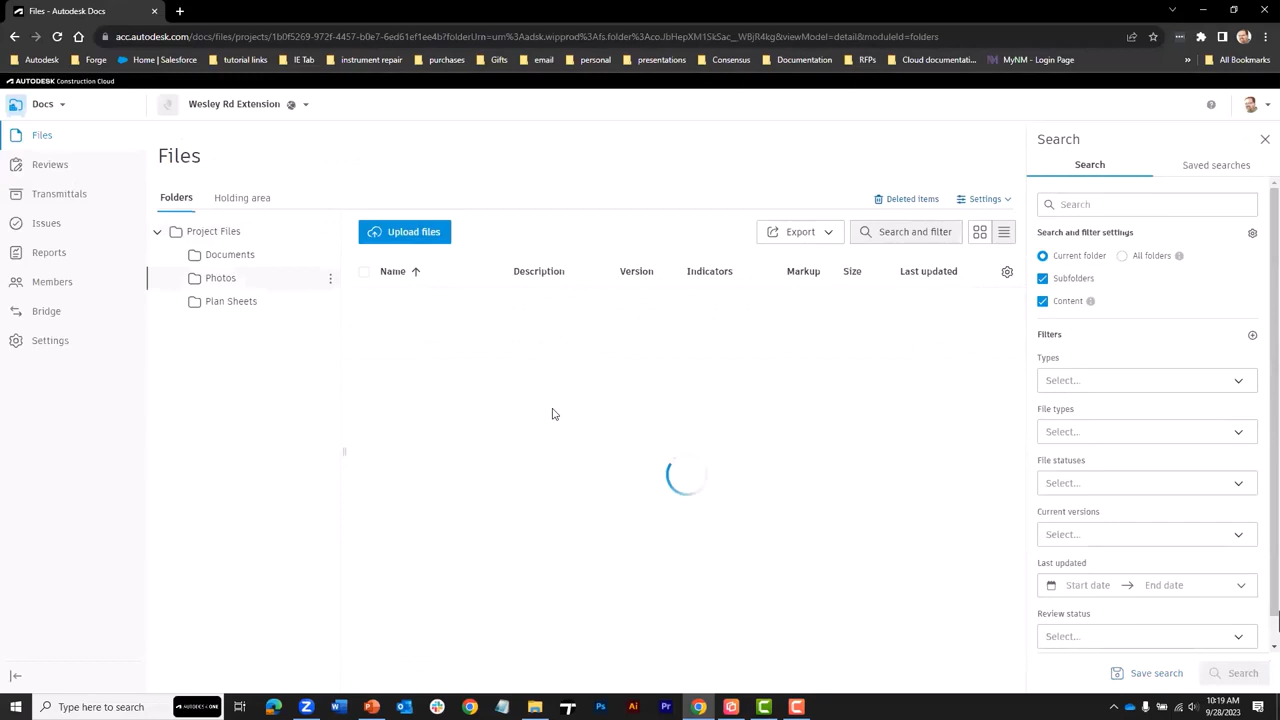 Files - Autodesk Docs
acc.autodesk.com/docs/files/projects/1b0f5269-972f-4457-b0e7-6ed61ef1ee4b?folderUrn=urn%3aadsk.wipprod%3afs.folder%3aco.JbHepXM1SkSac_WBjR4kg&viewModel=detail&moduleId=folders
Autodesk
Forge
Home | Salesforce
tutorial links
IE Tab
instrument repair
purchases
Gifts
email
personal
presentations
Consensus
Documentation
RFPs
Cloud documentati...
MyNM - Login Page
All Bookmarks
AUTODESK Construction Cloud
Docs
Wesley Rd Extension
Files
Reviews
Transmittals
Issues
Reports
Members
Bridge
Settings
Files
Folders
Holding area
Deleted items
Settings
Project Files
Documents
Photos
Plan Sheets
Upload files
Export
Search and filter
Name
Description
Version
Indicators
Markup
Size
Last updated
Search
Search
Saved searches
Search
Search and filter settings
Current folder
All folders
Subfolders
Content
Filters
Types
Select...
File types
Select...
File statuses
Select...
Current versions
Select...
Last updated
Start date
End date
Review status
Select...
Save search
Search
Type here to search
AUTODESK ONE
10:19 AM
9/28/2023